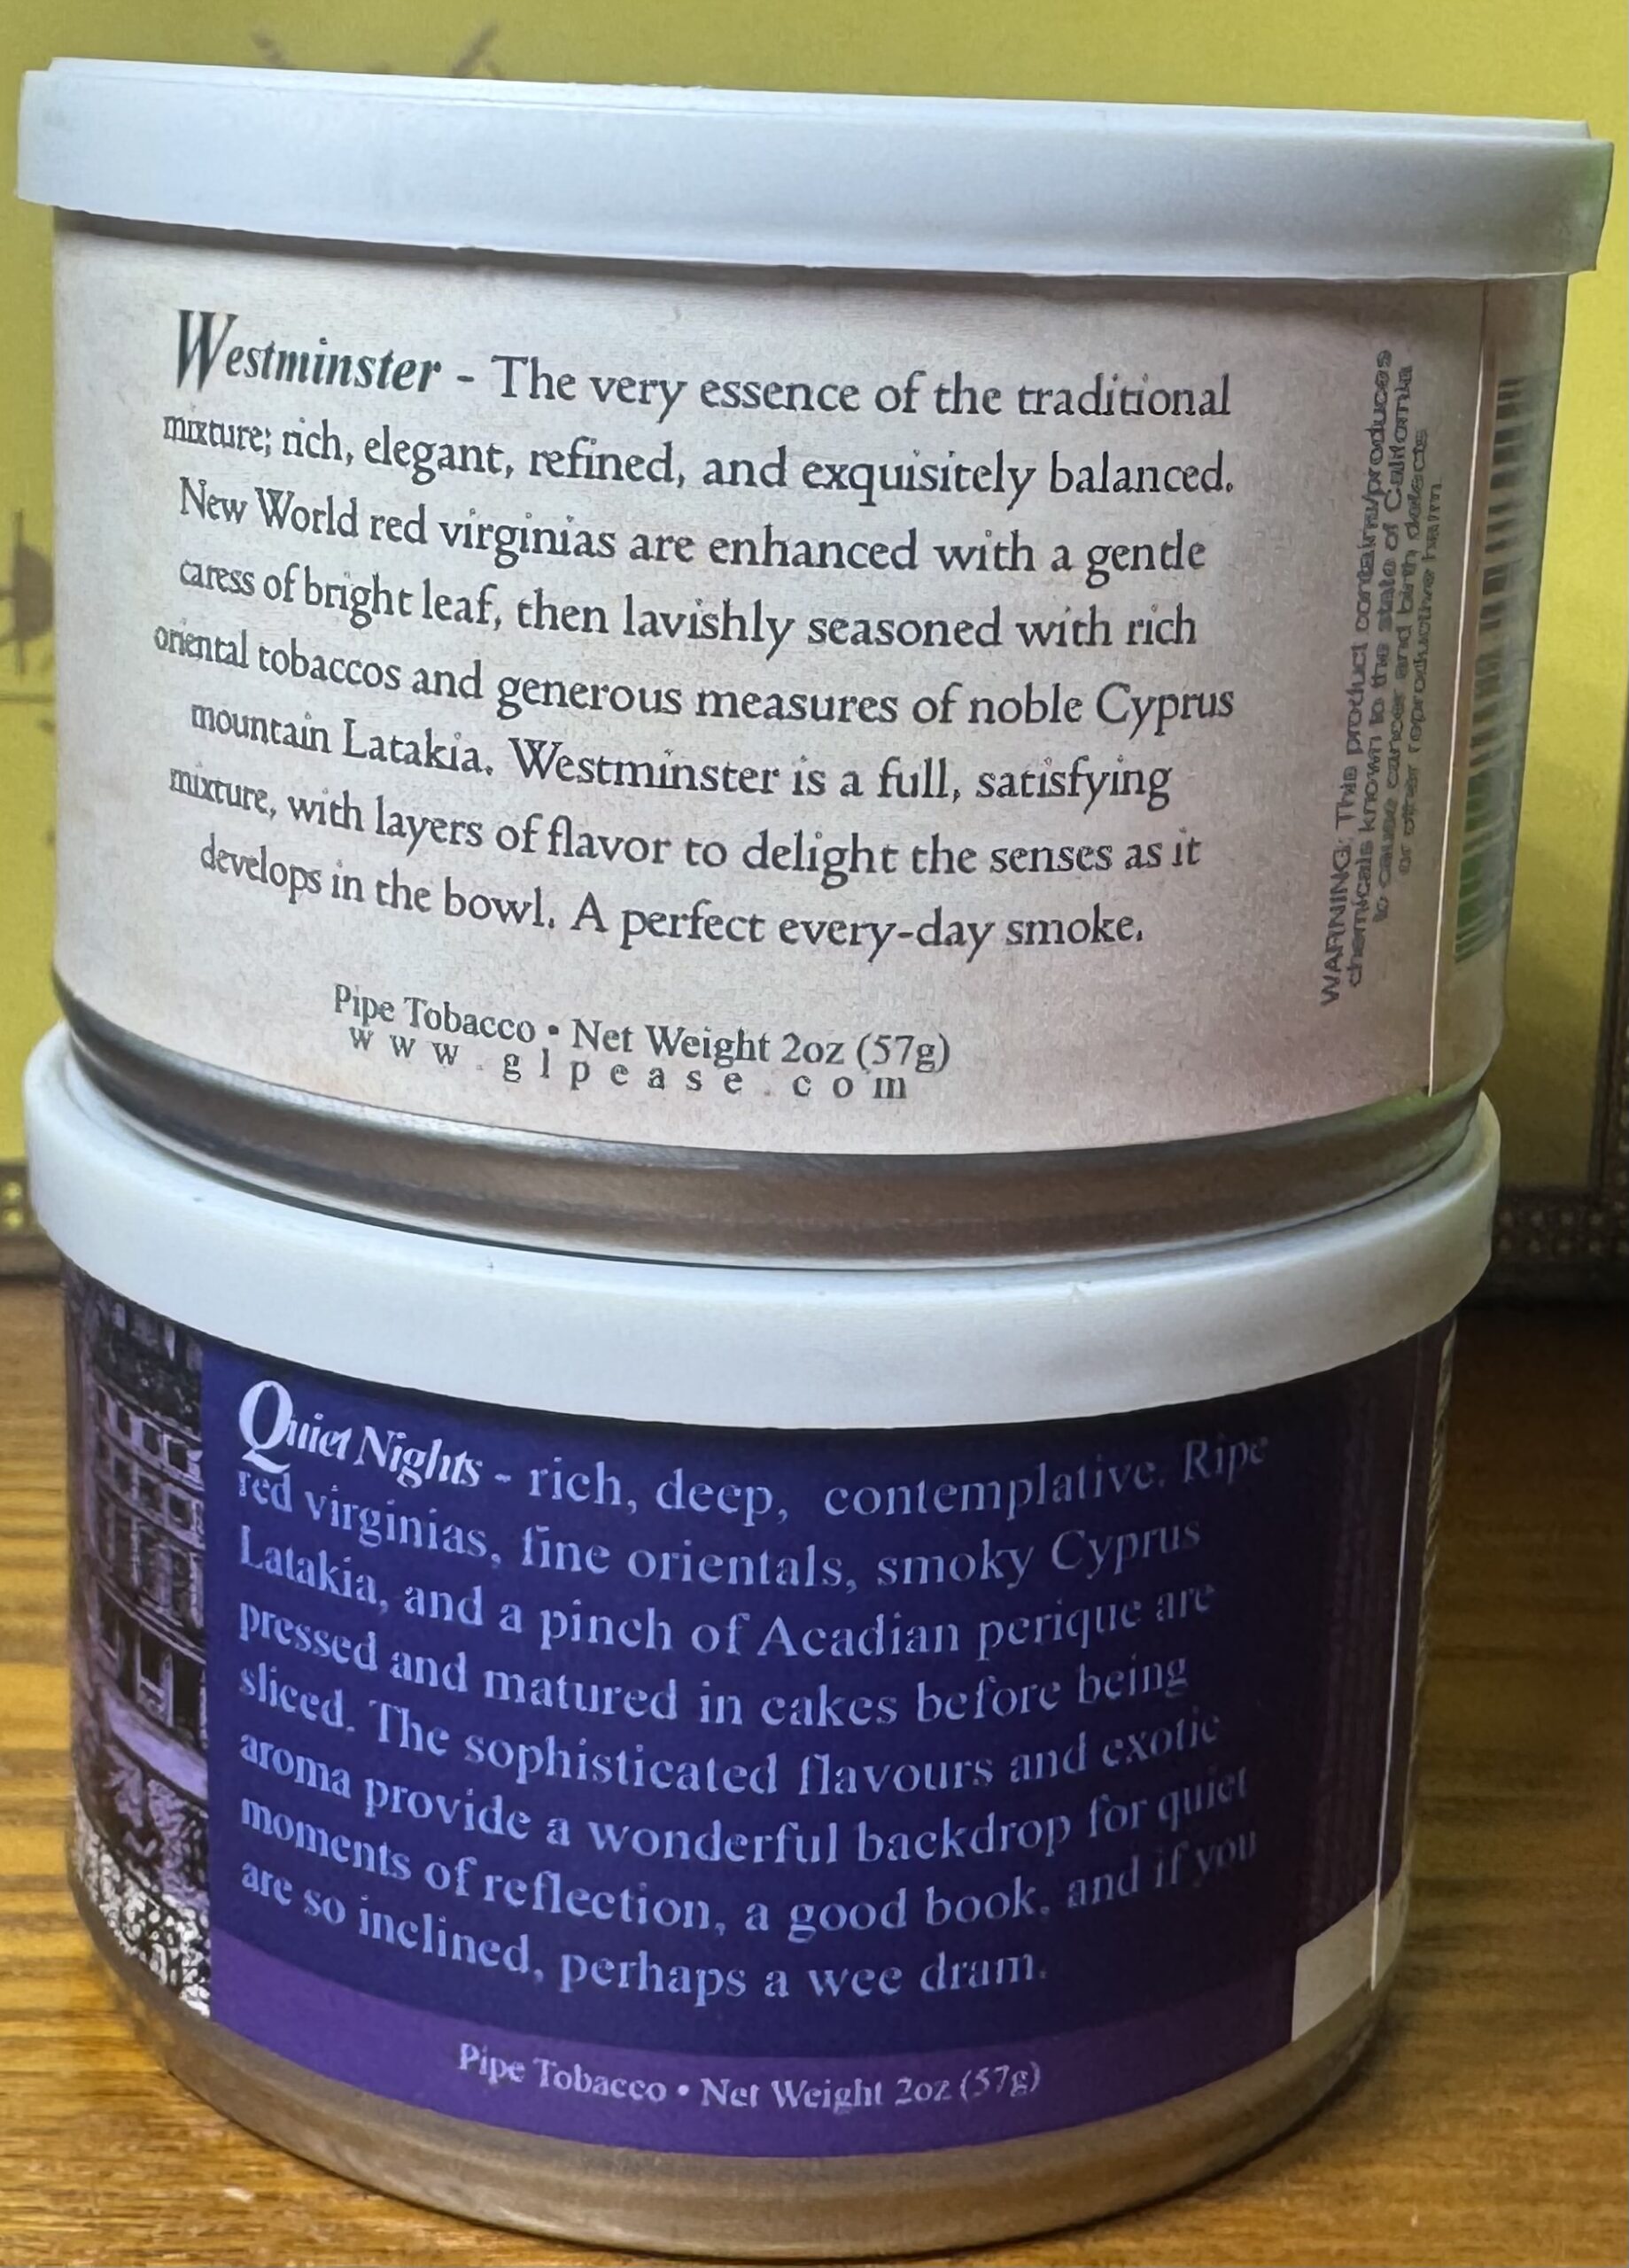 Westminster - The very essence of the traditional
mixture; rich, elegant, refined, and exquisitely balanced.
New World red virginias are enhanced with a gentle
caress of bright leaf, then lavishly seasoned with rich
oriental tobaccos and generous measures of noble Cyprus
mountain Latakia. Westminster is a full, satisfying
mixture, with layers of flavor to delight the senses as it
develops in the bowl. A perfect every-day smoke.
Pipe Tobacco • Net Weight 2oz (57g)
www.glpease.com
WARNING: This product contains/produces
chemicals known to the state of California
to cause cancer and birth defects
or other reproductive harm.
Quiet Nights - rich, deep, contemplative. Ripe
red virginias, fine orientals, smoky Cyprus
Latakia, and a pinch of Acadian perique are
pressed and matured in cakes before being
sliced. The sophisticated flavours and exotic
aroma provide a wonderful backdrop for quiet
moments of reflection, a good book, and if you
are so inclined, perhaps a wee dram.
Pipe Tobacco • Net Weight 2oz (57g)